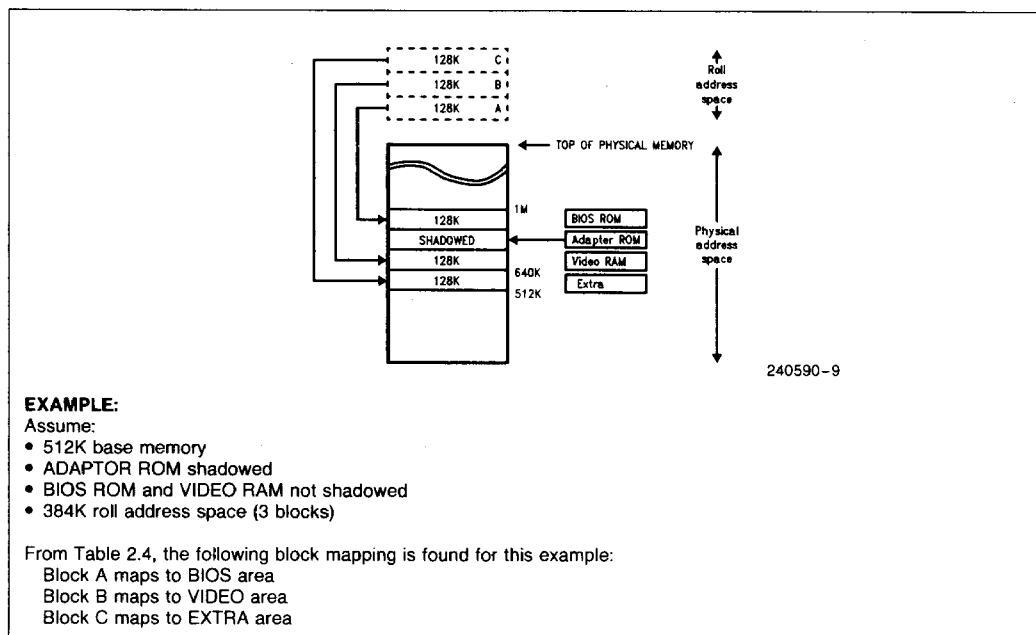 128K C
128K B
128K A
Roll
address
space
TOP OF PHYSICAL MEMORY
1M
128K
BIOS ROM
SHADOWED
Adapter ROM
128K
Video RAM
640K
128K
Extra
512K
Physical
address
space
240590-9
EXAMPLE:
Assume:
• 512K base memory
• ADAPTOR ROM shadowed
• BIOS ROM and VIDEO RAM not shadowed
• 384K roll address space (3 blocks)
From Table 2.4, the following block mapping is found for this example:
Block A maps to BIOS area
Block B maps to VIDEO area
Block C maps to EXTRA area